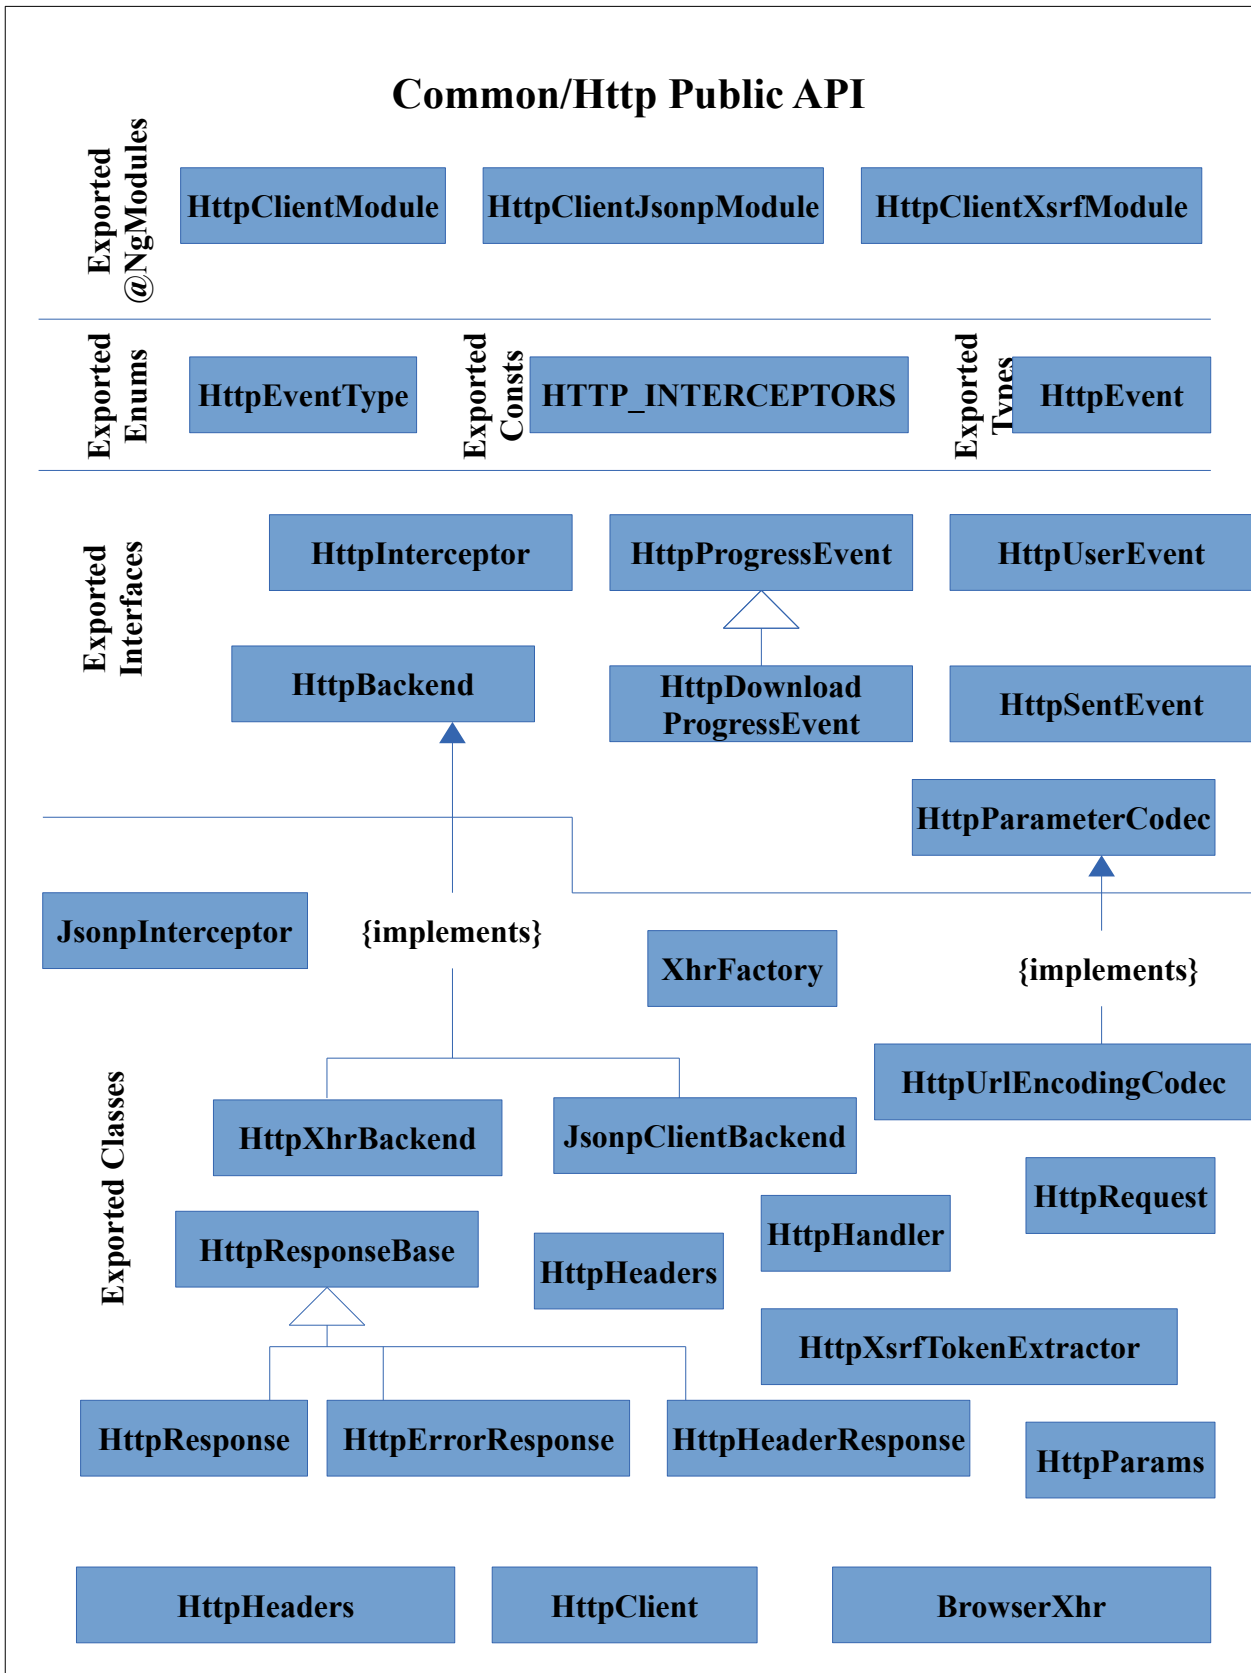 Common/Http Public API
Exported
@NgModules
HttpClientModule
HttpClientJsonpModule
HttpClientXsrfModule
Exported
Enums
HttpEventType
Exported
Consts
HTTP_INTERCEPTORS
Exported
Types
HttpEvent
Exported
Interfaces
HttpInterceptor
HttpProgressEvent
HttpUserEvent
HttpBackend
HttpDownload
ProgressEvent
HttpSentEvent
HttpParameterCodec
JsonpInterceptor
{implements}
XhrFactory
{implements}
Exported Classes
HttpUrlEncodingCodec
HttpXhrBackend
JsonpClientBackend
HttpRequest
HttpResponseBase
HttpHeaders
HttpHandler
HttpXsrfTokenExtractor
HttpResponse
HttpErrorResponse
HttpHeaderResponse
HttpParams
HttpHeaders
HttpClient
BrowserXhr